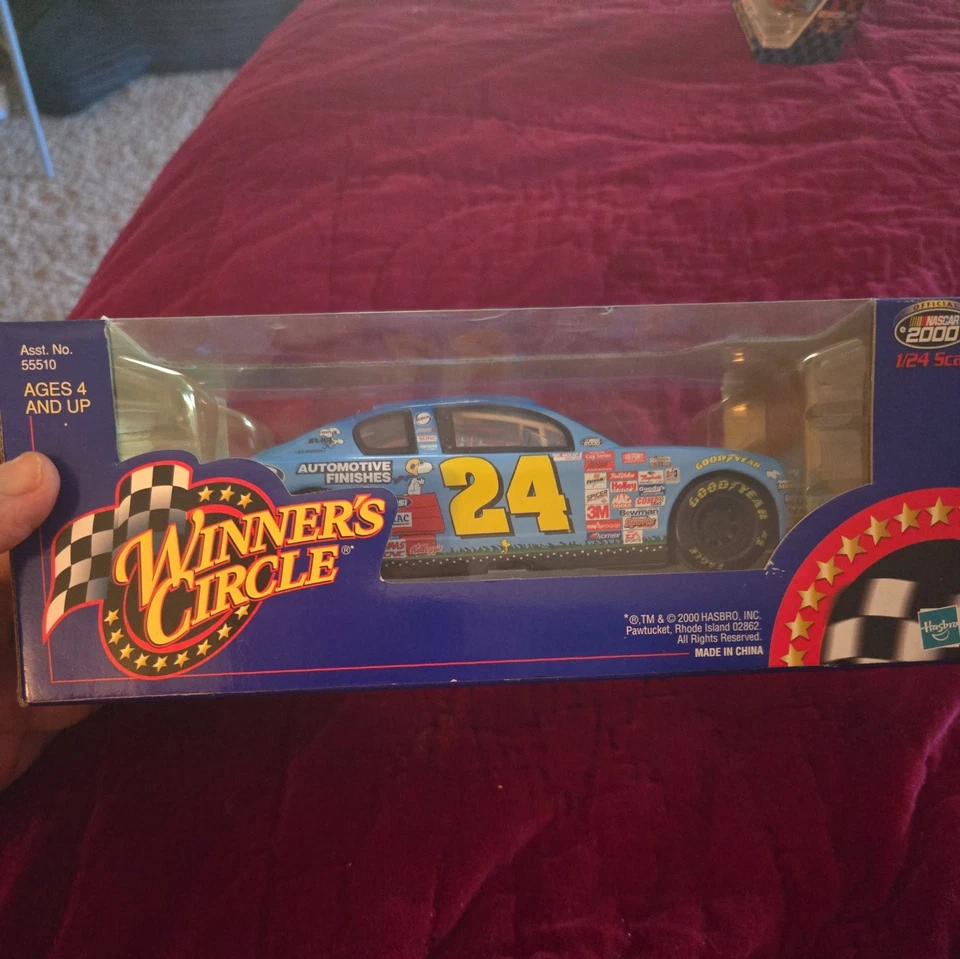 Asst. No.
55510
AGES 4
AND UP
OFFICIAL
NASCAR
2000
1/24 Sca
AUTOMOTIVE
FINISHES
24
GOODYEAR
GOODYEAR
3M
Bowman
WINNER'S
CIRCLE®
*®,TM & © 2000 HASBRO, INC.
Pawtucket, Rhode Island 02862.
All Rights Reserved.
MADE IN CHINA
Hasbro